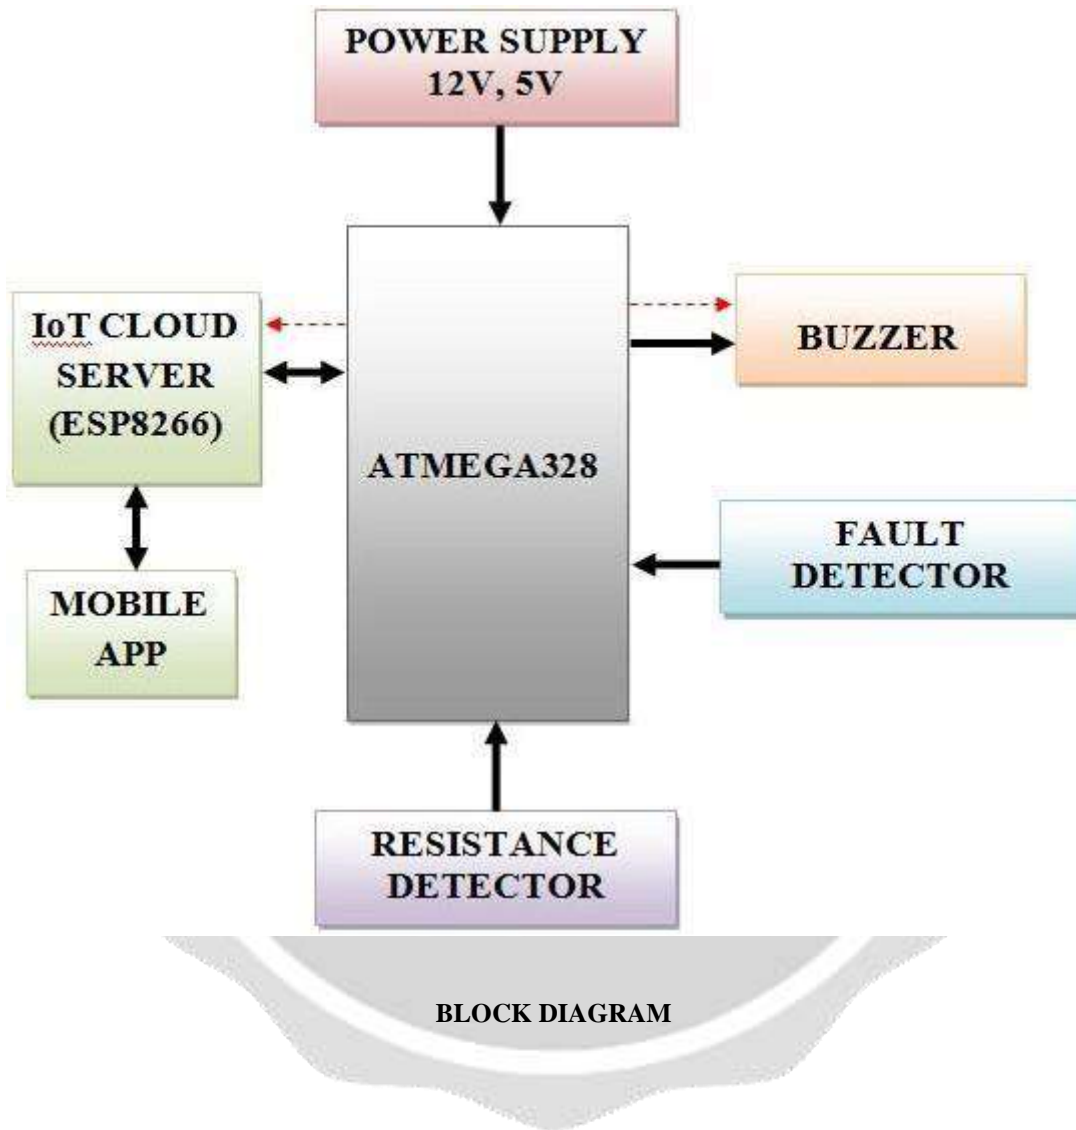 POWER SUPPLY
12V, 5V
IoT CLOUD
SERVER
(ESP8266)
BUZZER
ATMEGA328
FAULT
DETECTOR
MOBILE
APP
RESISTANCE
DETECTOR
BLOCK DIAGRAM